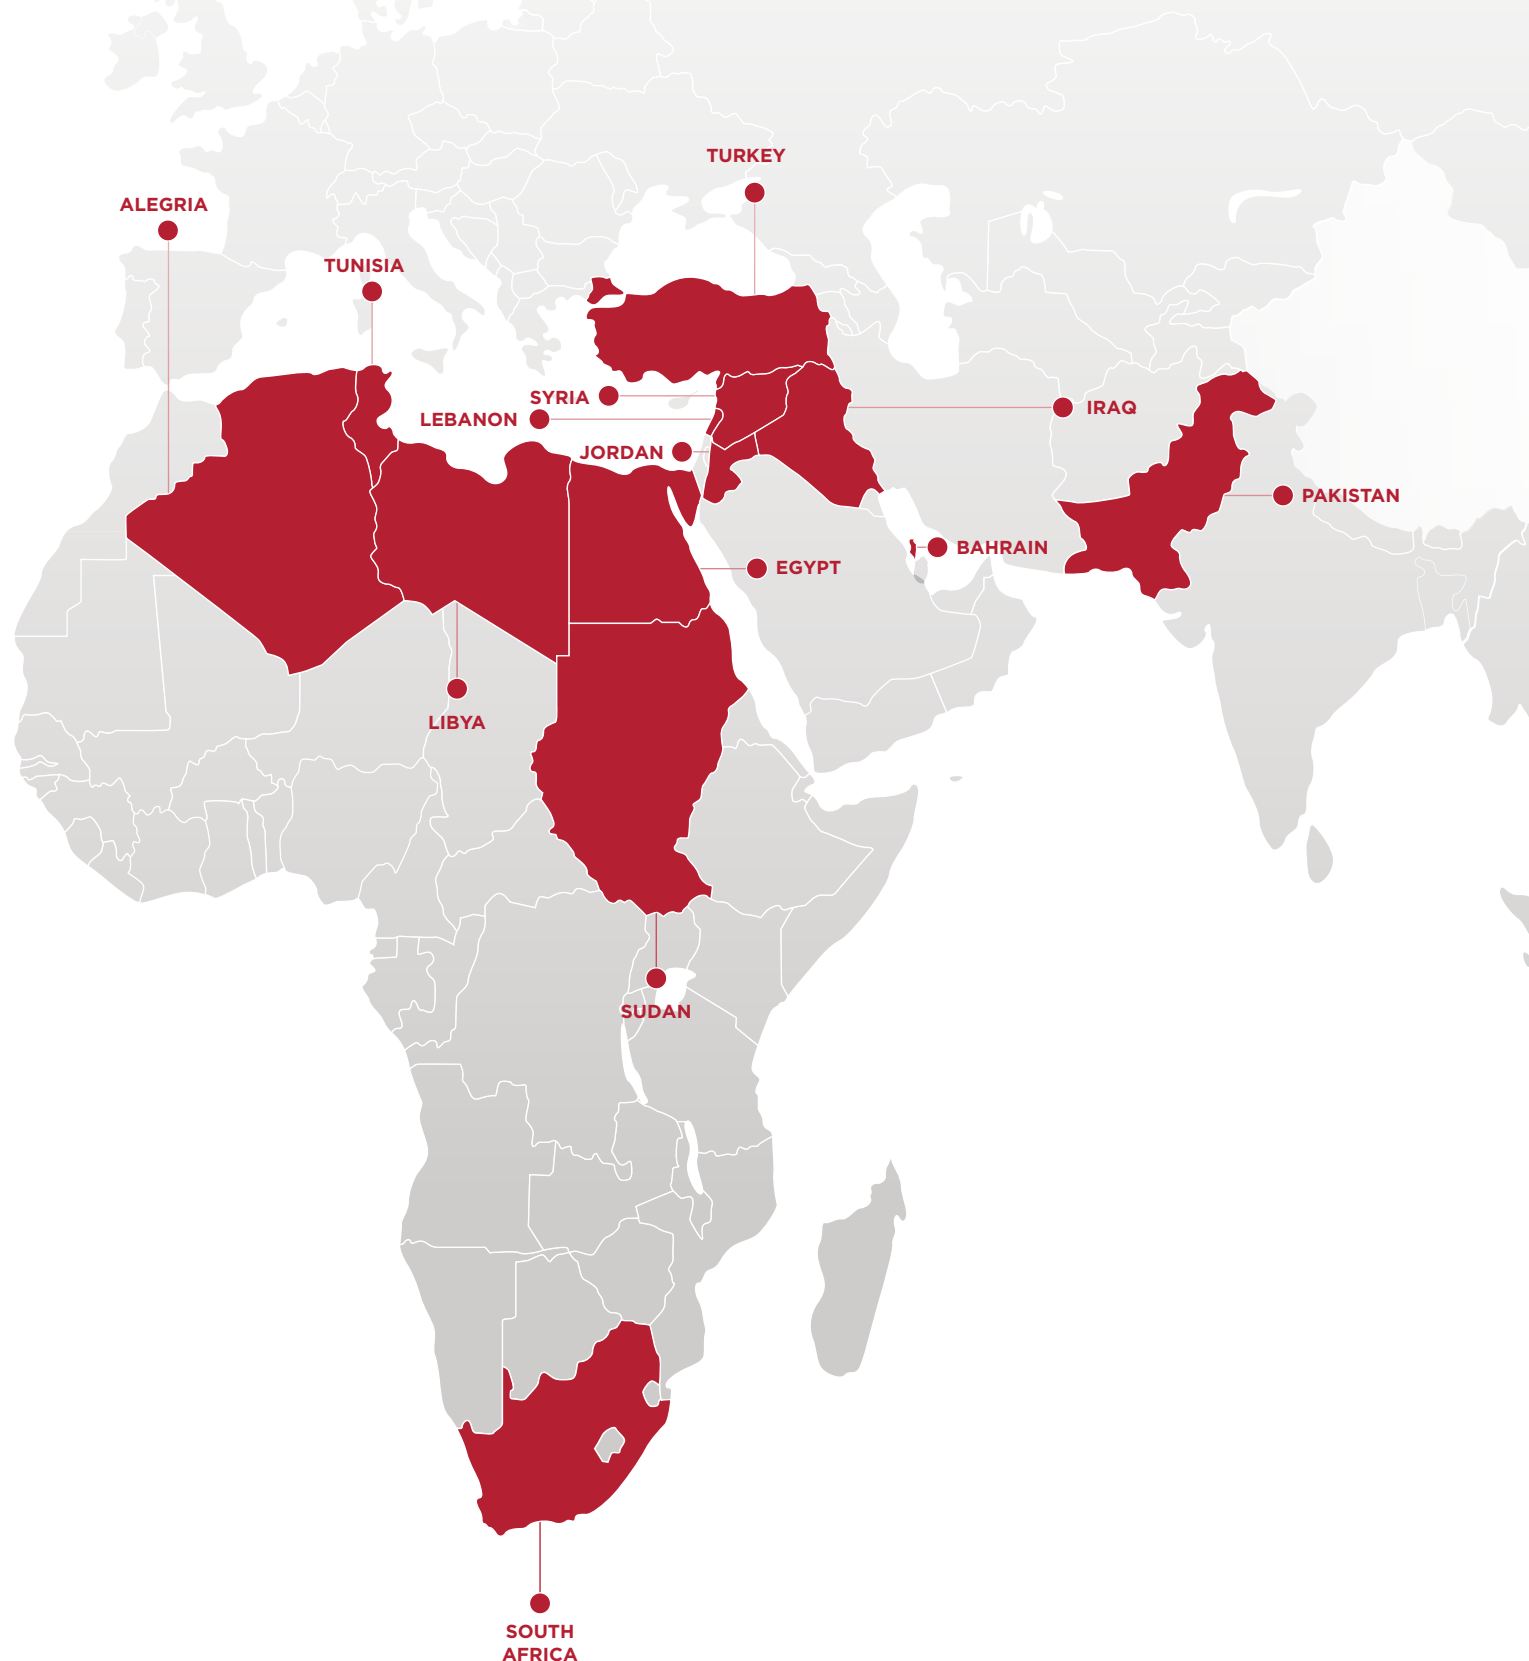 TURKEY
ALEGRIA
TUNISIA
SYRIA
IRAQ
LEBANON
JORDAN
PAKISTAN
BAHRAIN
EGYPT
LIBYA
SUDAN
SOUTH
AFRICA